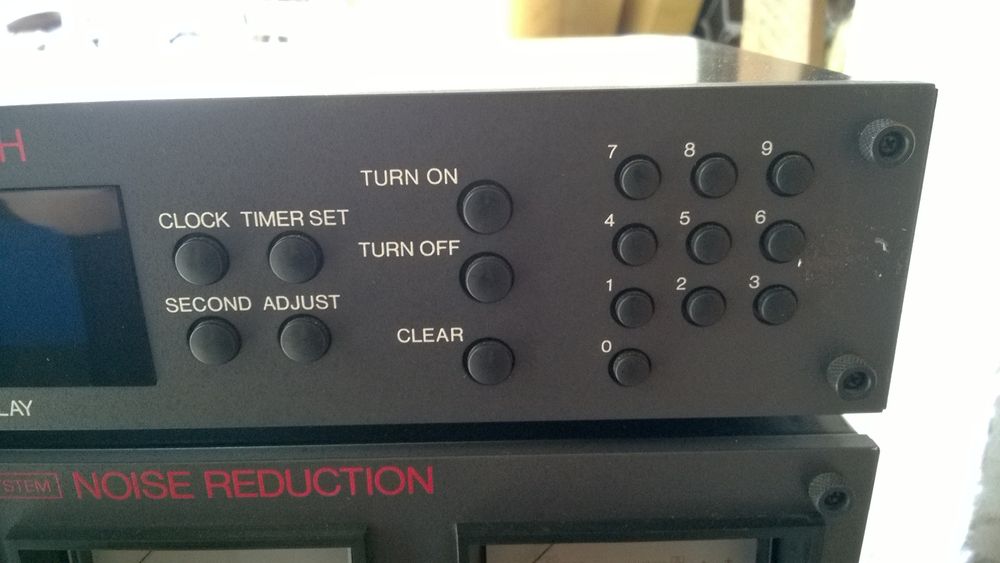 H
CLOCK TIMER SET
SECOND ADJUST
LAY
TURN ON
TURN OFF
CLEAR
7 8 9
4 5 6
1 2 3
0
YSTEM NOISE REDUCTION